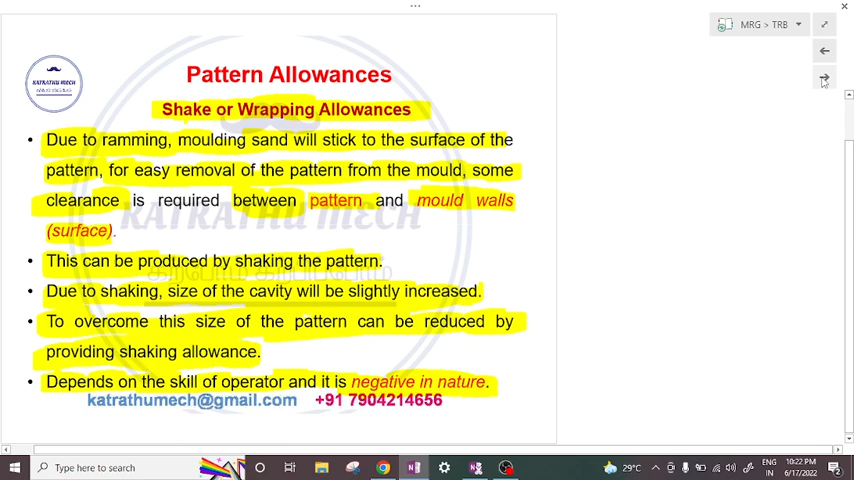 MRG > TRB
KATRATHU MECH
Pattern Allowances
Shake or Wrapping Allowances
• Due to ramming, moulding sand will stick to the surface of the
pattern, for easy removal of the pattern from the mould, some
clearance is required between pattern and mould walls
(surface).
KATRATHU MECH
• This can be produced by shaking the pattern.
• Due to shaking, size of the cavity will be slightly increased.
• To overcome this size of the pattern can be reduced by
providing shaking allowance.
• Depends on the skill of operator and it is negative in nature.
katrathumech@gmail.com +91 7904214656
Type here to search
29°C
ENG
IN
10:22 PM
6/17/2022
2